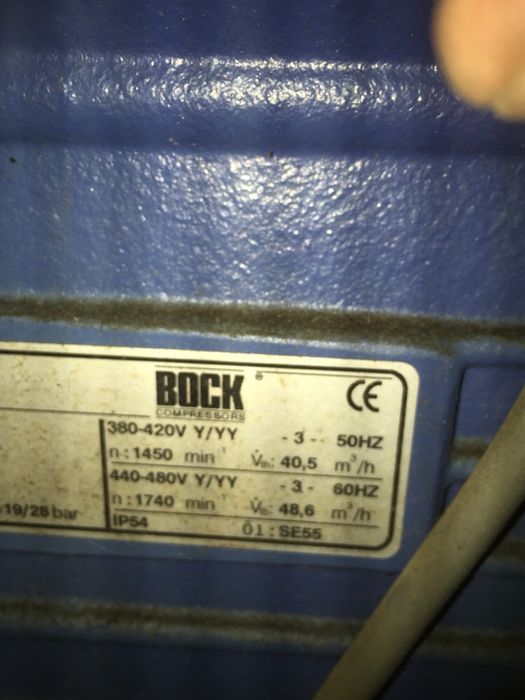 BOCK ®
COMPRESSORS
CE
380-420V Y/YY - 3 - 50HZ
n : 1450 min⁻¹ V̇th: 40,5 m³/h
440-480V Y/YY - 3 - 60HZ
n : 1740 min⁻¹ V̇th: 48,6 m³/h
19/28 bar
IP54 Öl : SE55